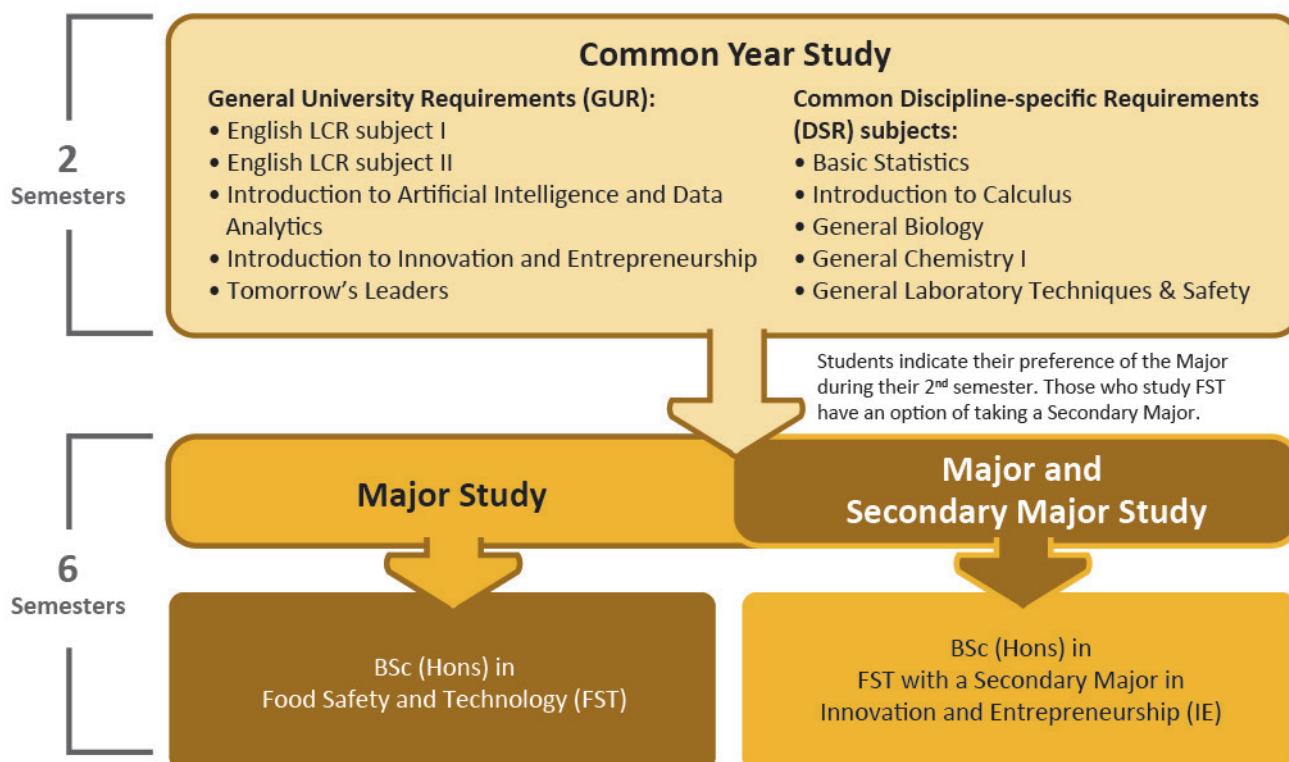 Common Year Study
General University Requirements (GUR):
• English LCR subject I
• English LCR subject II
• Introduction to Artificial Intelligence and Data
Analytics
• Introduction to Innovation and Entrepreneurship
• Tomorrow's Leaders
Common Discipline-specific Requirements
(DSR) subjects:
• Basic Statistics
• Introduction to Calculus
• General Biology
• General Chemistry I
• General Laboratory Techniques & Safety
2
Semesters
Students indicate their preference of the Major
during their 2nd semester. Those who study FST
have an option of taking a Secondary Major.
Major Study
Major and
Secondary Major Study
6
Semesters
BSc (Hons) in
Food Safety and Technology (FST)
BSc (Hons) in
FST with a Secondary Major in
Innovation and Entrepreneurship (IE)